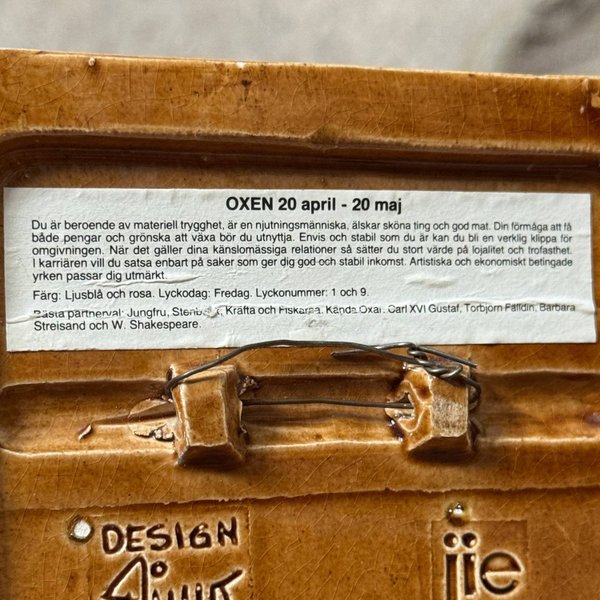 OXEN 20 april - 20 maj
Du är beroende av materiell trygghet, är en njutningsmänniska, älskar sköna ting och god mat. Din förmåga att få
både pengar och grönska att växa bör du utnyttja. Envis och stabil som du är kan du bli en verklig klippa för
omgivningen. När det gäller dina känslomässiga relationer så sätter du stort värde på lojalitet och trofasthet.
I karriären vill du satsa enbart på saker som ger dig god och stabil inkomst. Artistiska och ekonomiskt betingade
yrken passar dig utmärkt.
Färg: Ljusblå och rosa. Lyckodag: Fredag. Lyckonummer: 1 och 9.
Bästa partnerval: Jungfru, Kräfta och Fiskarna. Kända Oxar: Carl XVI Gustaf, Torbjörn Fälldin, Barbara
Streisand och W. Shakespeare.
DESIGN
jie